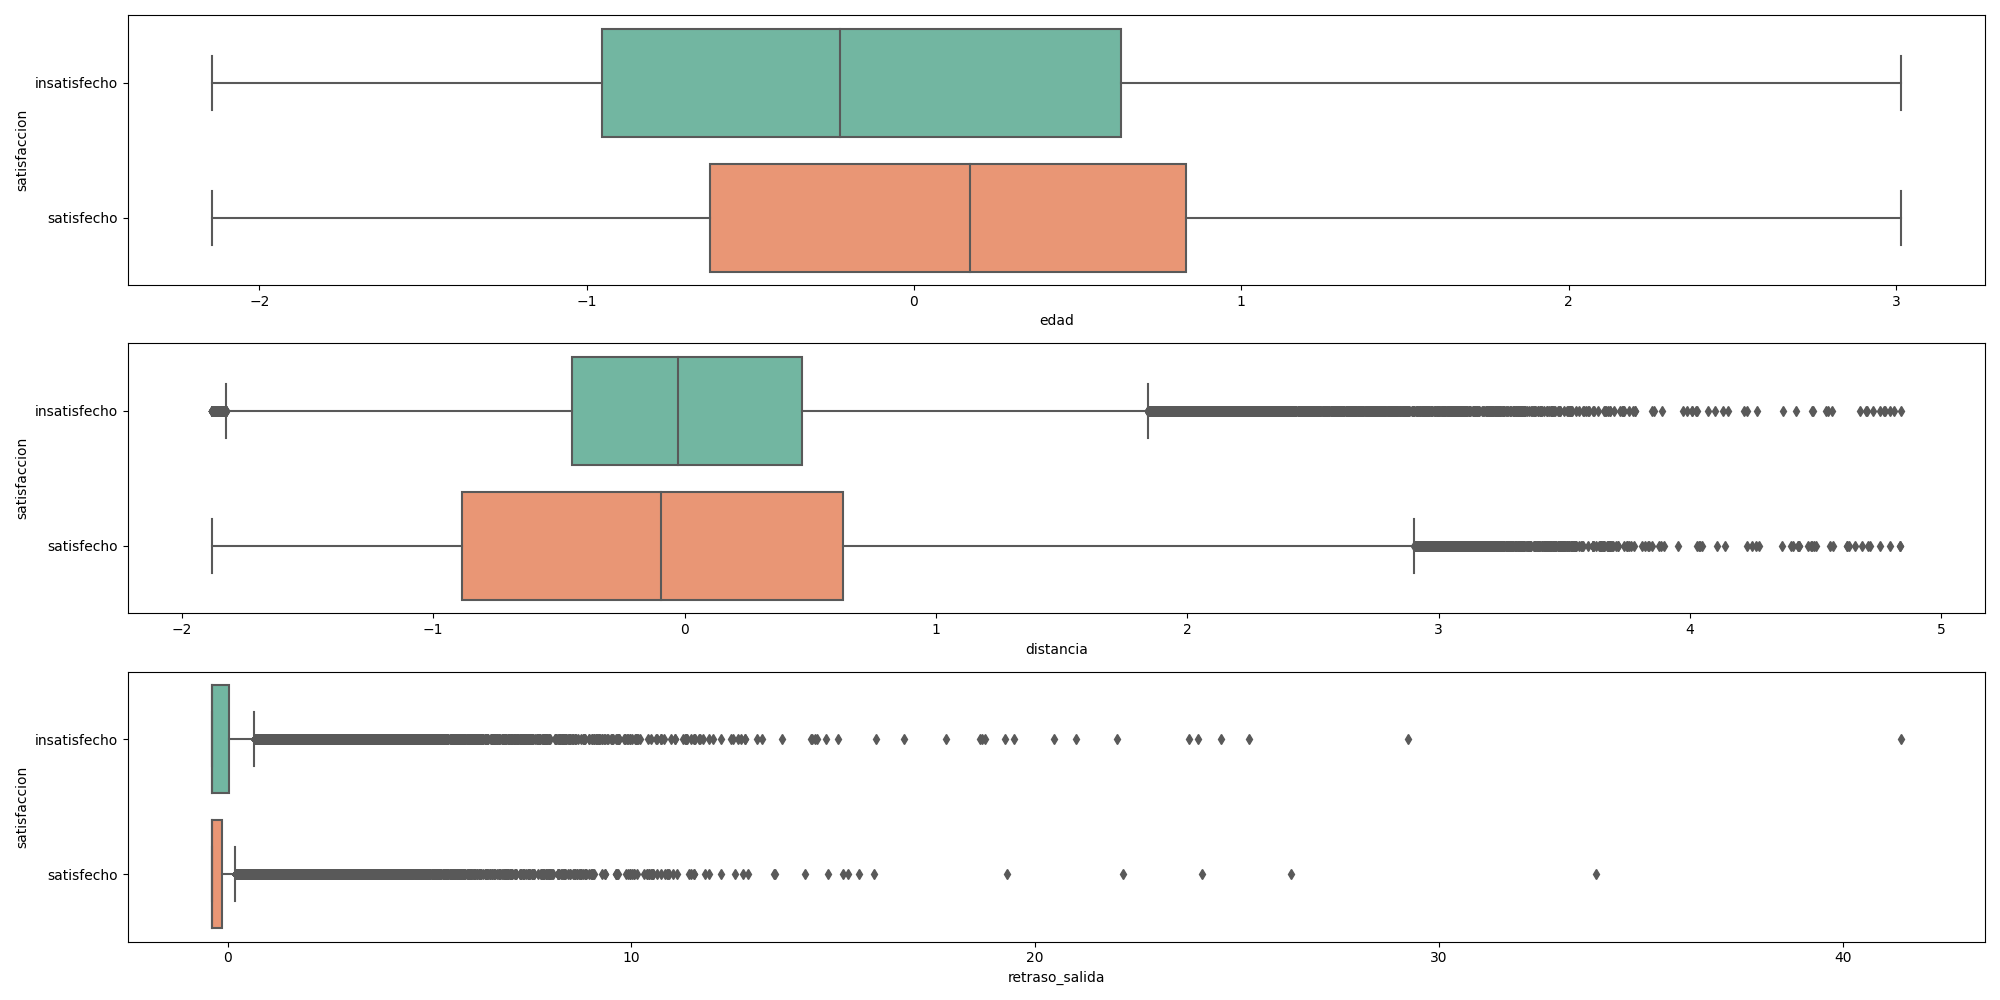 satisfaccion
insatisfecho
satisfecho
−2 −1 0 1 2 3
edad
satisfaccion
insatisfecho
satisfecho
−2 −1 0 1 2 3 4 5
distancia
satisfaccion
insatisfecho
satisfecho
0 10 20 30 40
retraso_salida